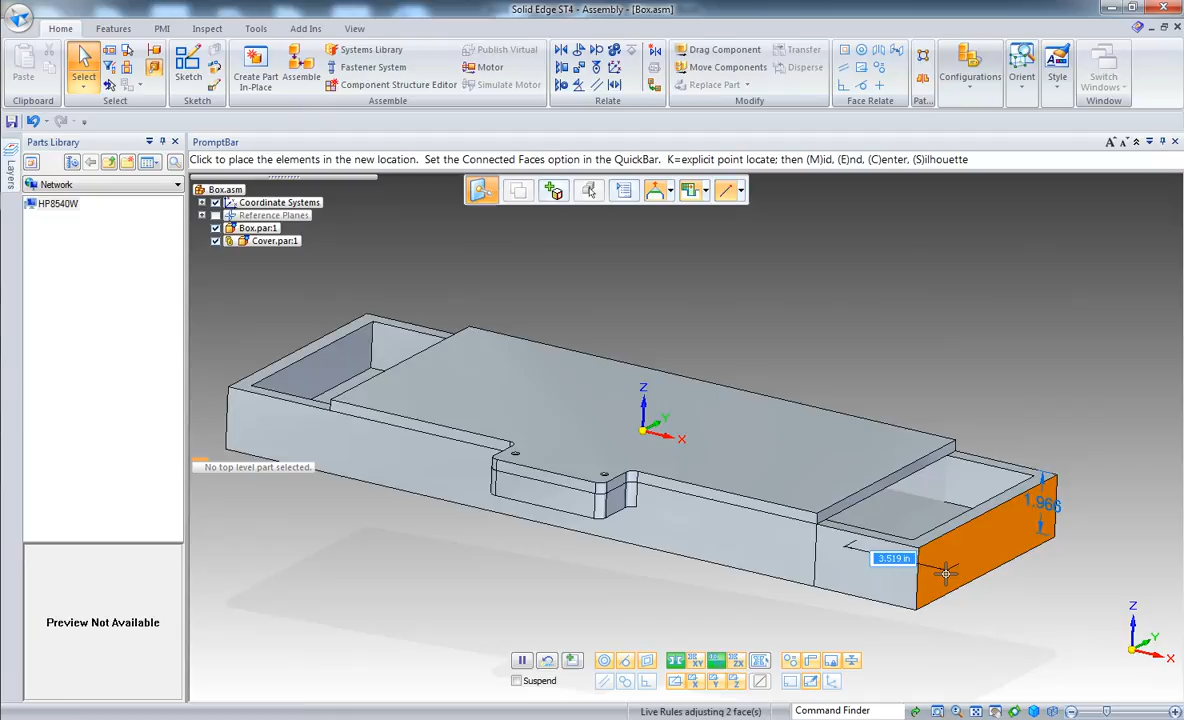 Solid Edge ST4 - Assembly - [Box.asm]
Home Features PMI Inspect Tools Add Ins View
Paste
Clipboard
Select
Select
Sketch
Sketch
Create Part In-Place
Assemble
Systems Library
Fastener System
Component Structure Editor
Publish Virtual
Motor
Simulate Motor
Assemble
Relate
Drag Component
Move Components
Replace Part
Transfer
Disperse
Modify
Face Relate
Pat...
Configurations
Orient
Style
Switch Windows
Window
Parts Library
PromptBar
Click to place the elements in the new location. Set the Connected Faces option in the QuickBar. K=explicit point locate; then (M)id, (E)nd, (C)enter, (S)ilhouette
Layers
Network
HP8540W
Box.asm
Coordinate Systems
Reference Planes
Box.par:1
Cover.par:1
Z
Y
X
No top level part selected.
1.966
3.519 in
Preview Not Available
Z
Y
X
XY
ZX
X
Y
Z
Suspend
Live Rules adjusting 2 face(s)
Command Finder